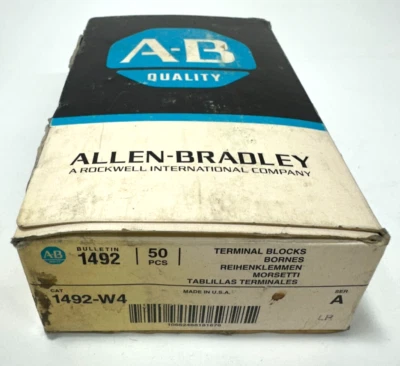 A-B
QUALITY
ALLEN-BRADLEY
A ROCKWELL INTERNATIONAL COMPANY
AB
BULLETIN
1492
50
PCS
TERMINAL BLOCKS
BORNES
REIHENKLEMMEN
MORSETTI
TABLILLAS TERMINALES
CAT
1492-W4
MADE IN U.S.A.
SER
A
LM